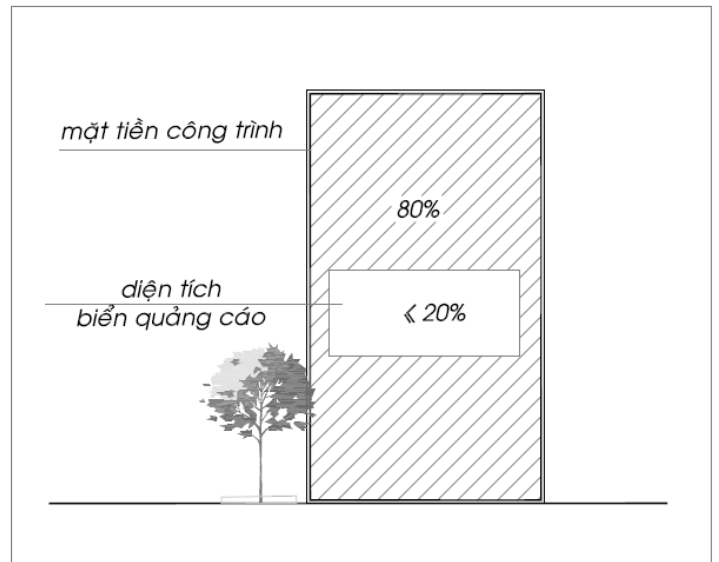 mặt tiền công trình
80%
diện tích
biển quảng cáo
⩽ 20%